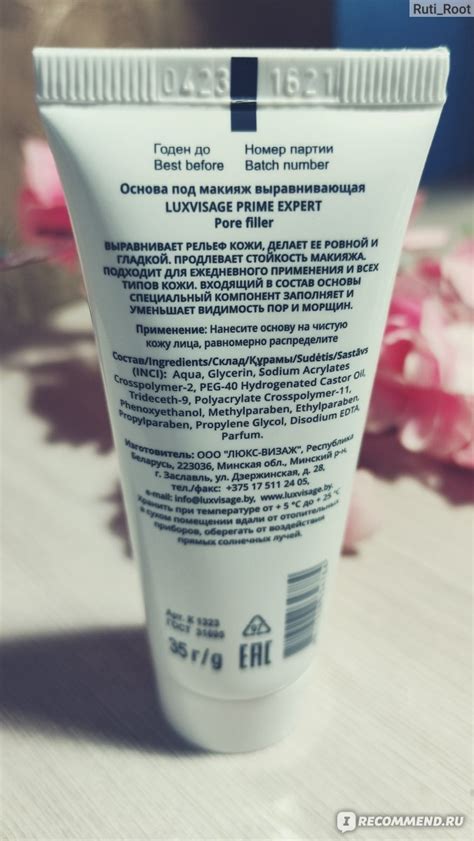 Ruti_Root
0423 1621
Годен до Номер партии
Best before Batch number
Основа под макияж выравнивающая
LUXVISAGE PRIME EXPERT
Pore filler
ВЫРАВНИВАЕТ РЕЛЬЕФ КОЖИ, ДЕЛАЕТ ЕЕ РОВНОЙ И
ГЛАДКОЙ. ПРОДЛЕВАЕТ СТОЙКОСТЬ МАКИЯЖА.
ПОДХОДИТ ДЛЯ ЕЖЕДНЕВНОГО ПРИМЕНЕНИЯ И ВСЕХ
ТИПОВ КОЖИ. ВХОДЯЩИЙ В СОСТАВ ОСНОВЫ
СПЕЦИАЛЬНЫЙ КОМПОНЕНТ ЗАПОЛНЯЕТ И
УМЕНЬШАЕТ ВИДИМОСТЬ ПОР И МОРЩИН.
Применение: Нанесите основу на чистую
кожу лица, равномерно распределите
Состав/Ingredients/Склад/Құрамы/Sudėtis/Sastāvs
(INCI): Aqua, Glycerin, Sodium Acrylates
Crosspolymer-2, PEG-40 Hydrogenated Castor Oil,
Trideceth-9, Polyacrylate Crosspolymer-11,
Phenoxyethanol, Methylparaben, Ethylparaben,
Propylparaben, Propylene Glycol, Disodium EDTA,
Parfum.
Изготовитель: ООО "ЛЮКС-ВИЗАЖ", Республика
Беларусь, 223036, Минская обл., Минский р-н,
г. Заславль, ул. Дзержинская, д. 28,
тел./факс: +375 17 511 24 05,
e-mail: info@luxvisage.by, www.luxvisage.by.
Хранить при температуре от + 5 °С до + 25 °С
в сухом помещении вдали от отопительных
приборов, оберегать от воздействия
прямых солнечных лучей.
Арт. К 1323
ГОСТ 31695
35 г/g EAC
I RECOMMEND.RU